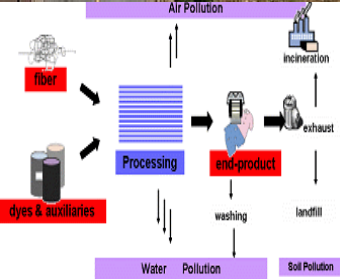 Air Pollution
incineration
fiber
exhaust
Processing
end-product
dyes & auxiliaries
washing
landfill
Water Pollution
Soil Pollution